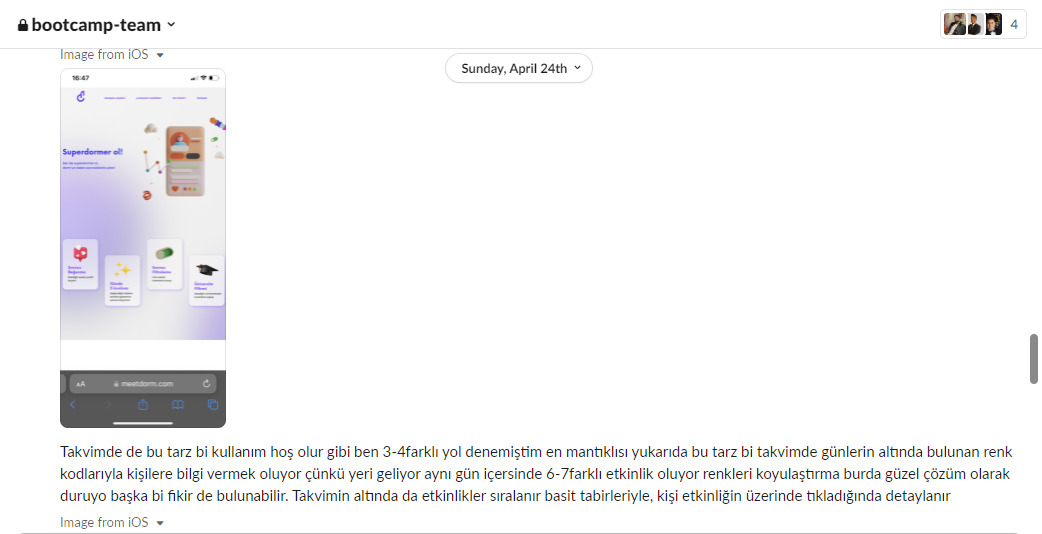 bootcamp-team
4
Image from iOS
Sunday, April 24th
16:47
Superdormer ol!
AA meetdorm.com
Takvimde de bu tarz bi kullanım hoş olur gibi ben 3-4farklı yol denemiştim en mantıklısı yukarıda bu tarz bi takvimde günlerin altında bulunan renk
kodlarıyla kişilere bilgi vermek oluyor çünkü yeri geliyor aynı gün içersinde 6-7farklı etkinlik oluyor renkleri koyulaştırma burda güzel çözüm olarak
duruyo başka bi fikir de bulunabilir. Takvimin altında da etkinlikler sıralanır basit tabirleriyle, kişi etkinliğin üzerinde tıkladığında detaylanır
Image from iOS